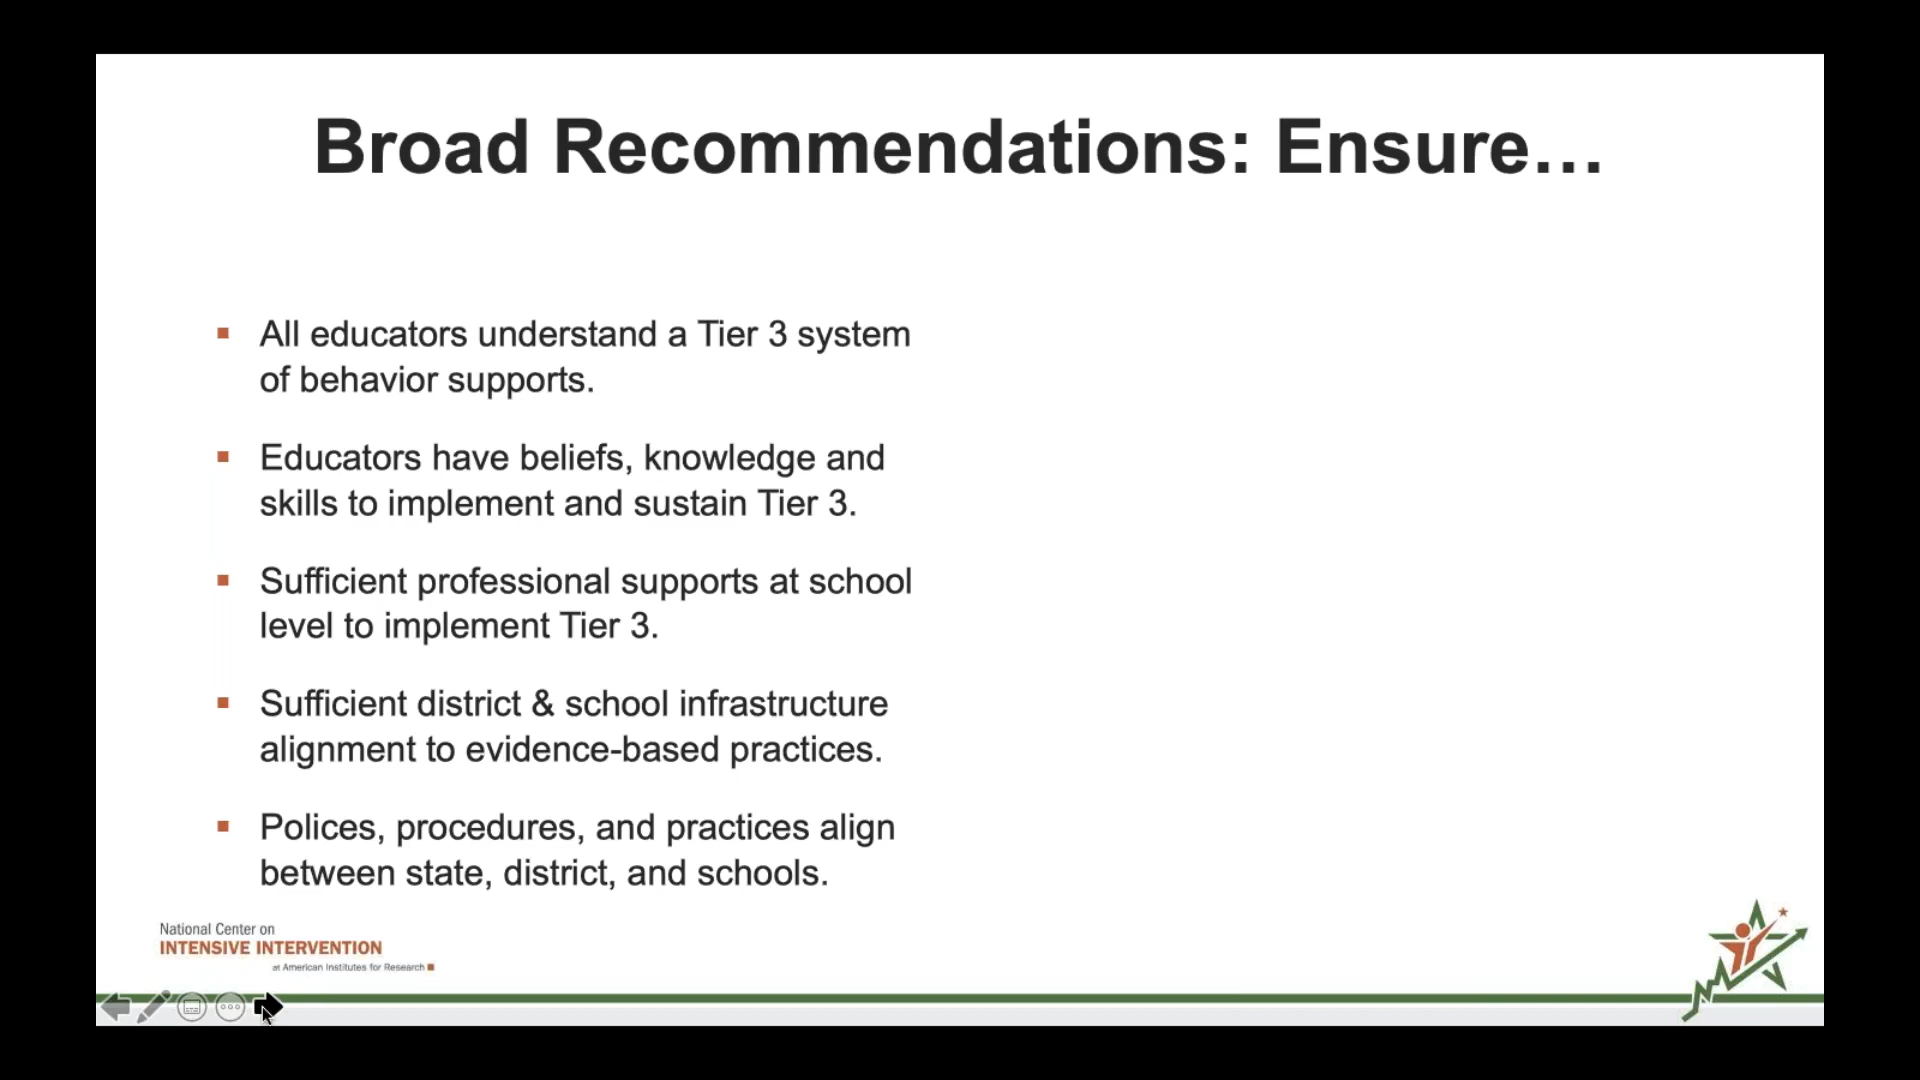 Broad Recommendations: Ensure…
All educators understand a Tier 3 system
of behavior supports.
Educators have beliefs, knowledge and
skills to implement and sustain Tier 3.
Sufficient professional supports at school
level to implement Tier 3.
Sufficient district & school infrastructure
alignment to evidence-based practices.
Polices, procedures, and practices align
between state, district, and schools.
National Center on
INTENSIVE INTERVENTION
at American Institutes for Research